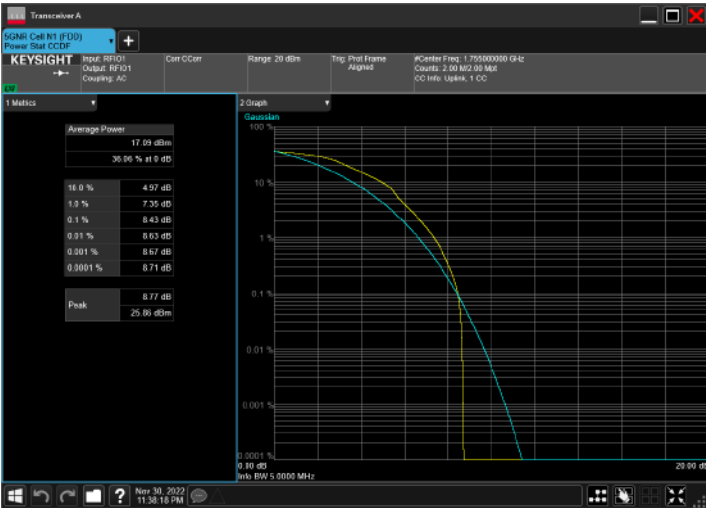 Transceiver A
5GNR Cell N1 (FDD)
Power Stat CCDF
KEYSIGHT
Input: RFIO1
Output: RFIO1
Coupling: AC
Corr CCorr
Range: 20 dBm
Trig: Prot Frame
Aligned
#Center Freq: 1.755000000 GHz
Counts: 2.00 M/2.00 Mpt
CC Info: Uplink, 1 CC
1 Metrics
Average Power
17.09 dBm
36.06 % at 0 dB
10.0 % 4.97 dB
1.0 % 7.35 dB
0.1 % 8.43 dB
0.01 % 8.63 dB
0.001 % 8.67 dB
0.0001 % 8.71 dB
Peak
8.77 dB
25.86 dBm
2 Graph
Gaussian
100 %
10 %
1 %
0.1 %
0.01 %
0.001 %
0.0001 %
0.00 dB
20.00 dB
Info BW 5.0000 MHz
Nov 30, 2022
11:38:18 PM